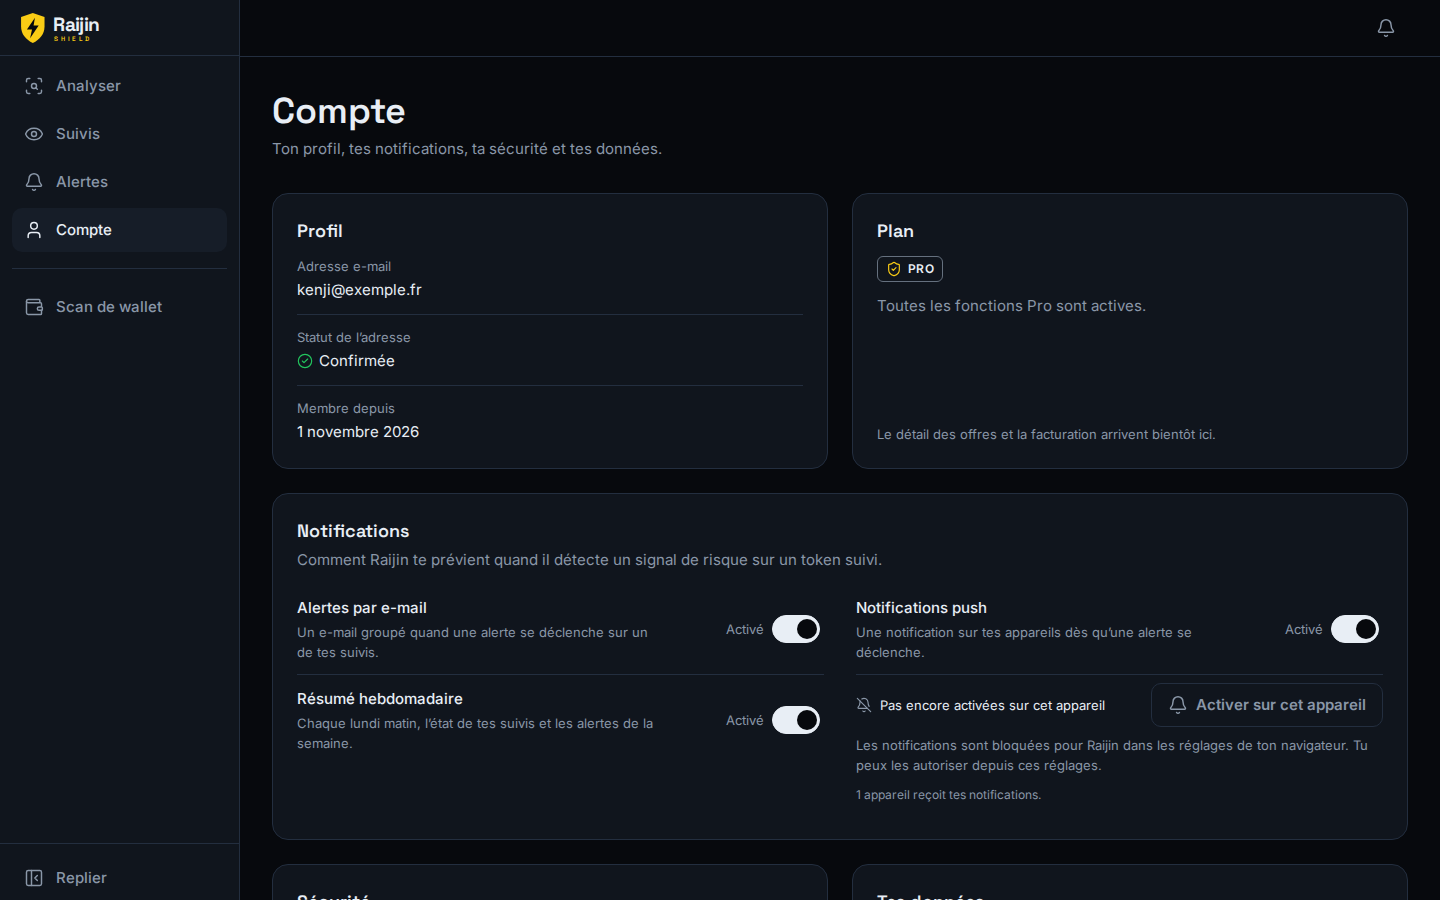 Raijin
SHIELD
Analyser
Suivis
Alertes
Compte
Scan de wallet
Replier
Compte
Ton profil, tes notifications, ta sécurité et tes données.
Profil
Adresse e-mail
kenji@exemple.fr
Statut de l’adresse
Confirmée
Membre depuis
1 novembre 2026
Plan
PRO
Toutes les fonctions Pro sont actives.
Le détail des offres et la facturation arrivent bientôt ici.
Notifications
Comment Raijin te prévient quand il détecte un signal de risque sur un token suivi.
Alertes par e-mail
Un e-mail groupé quand une alerte se déclenche sur un
de tes suivis.
Activé
Résumé hebdomadaire
Chaque lundi matin, l’état de tes suivis et les alertes de la
semaine.
Activé
Notifications push
Une notification sur tes appareils dès qu’une alerte se
déclenche.
Activé
Pas encore activées sur cet appareil
Activer sur cet appareil
Les notifications sont bloquées pour Raijin dans les réglages de ton navigateur. Tu
peux les autoriser depuis ces réglages.
1 appareil reçoit tes notifications.
Sécurité
Tes données